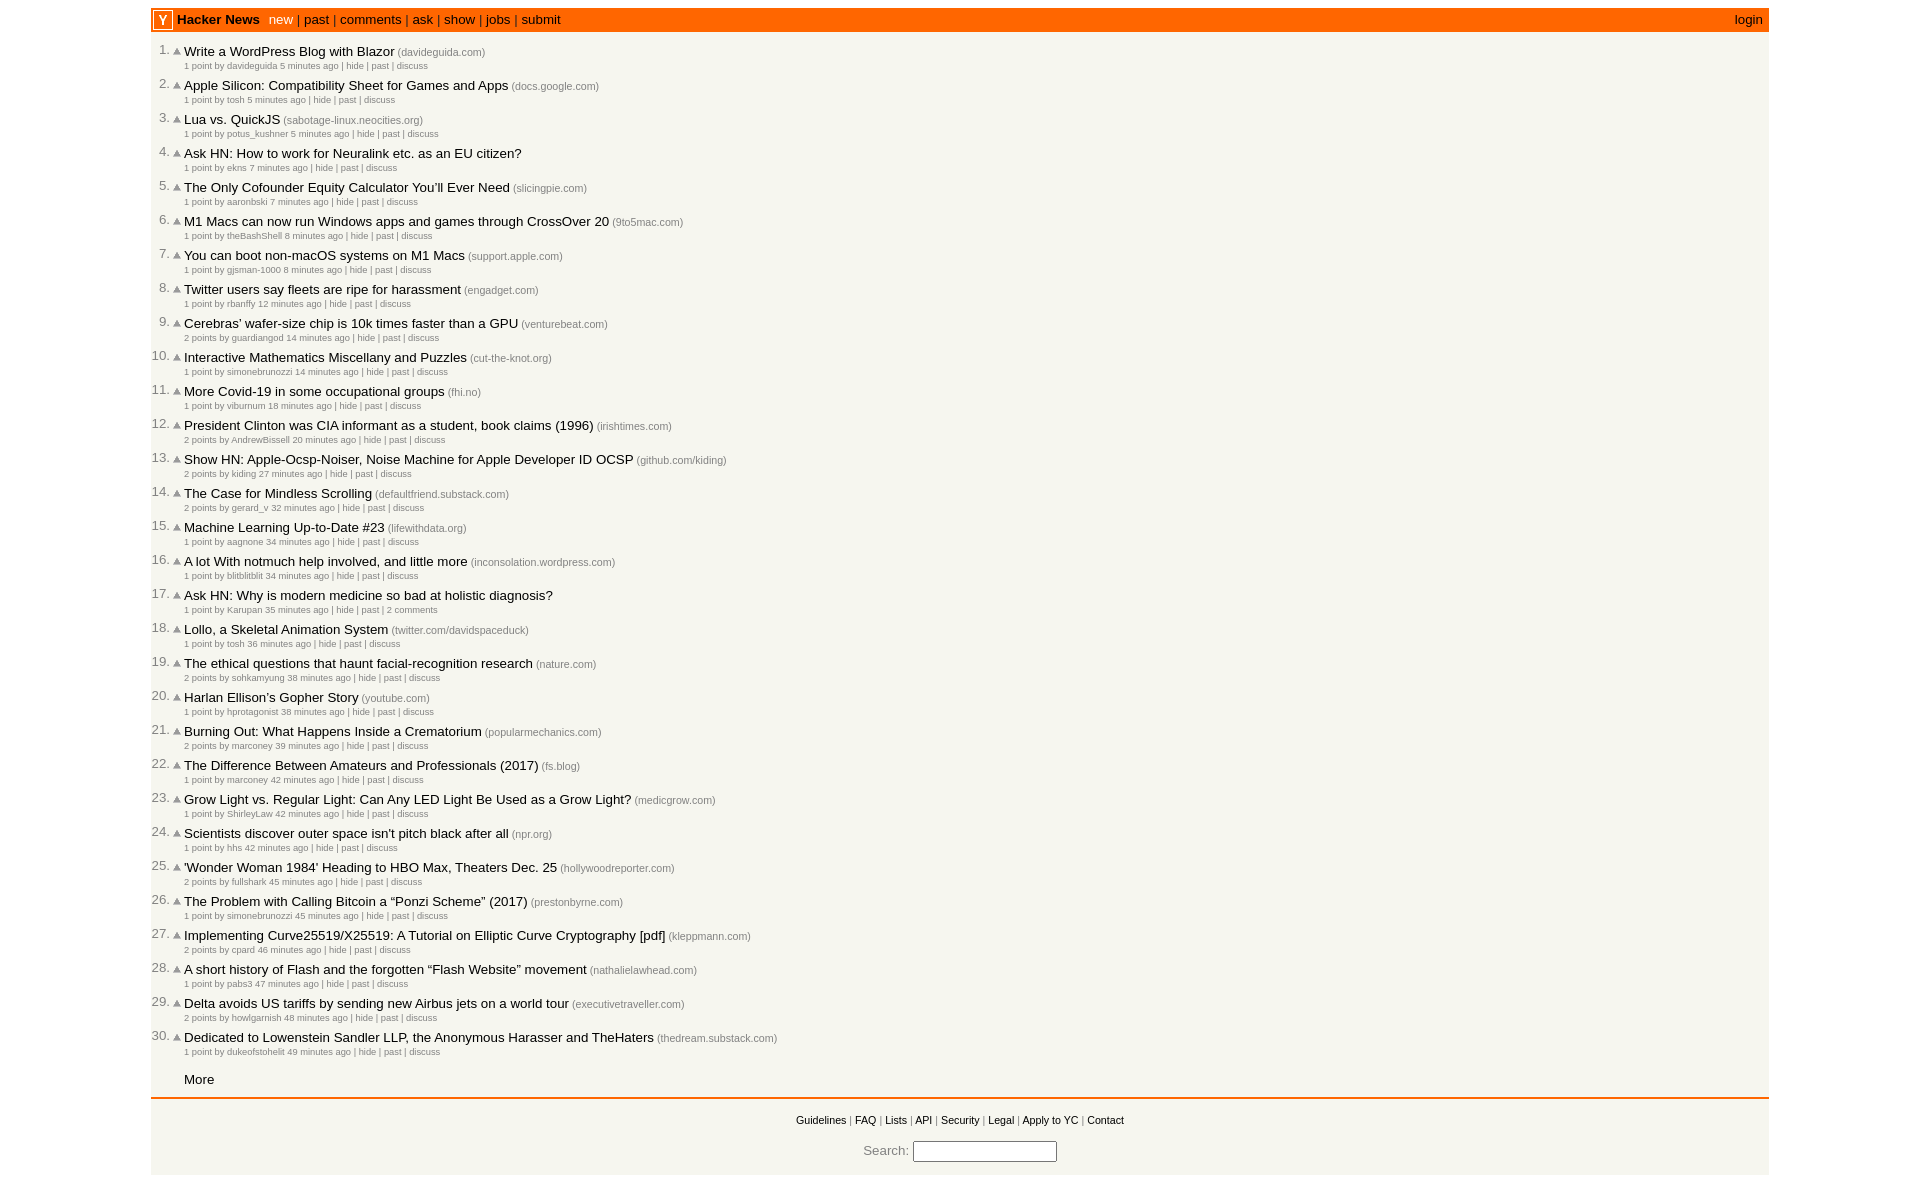 Y Hacker News new | past | comments | ask | show | jobs | submit login
1. Write a WordPress Blog with Blazor (davideguida.com)
1 point by davideguida 5 minutes ago | hide | past | discuss
2. Apple Silicon: Compatibility Sheet for Games and Apps (docs.google.com)
1 point by tosh 5 minutes ago | hide | past | discuss
3. Lua vs. QuickJS (sabotage-linux.neocities.org)
1 point by potus_kushner 5 minutes ago | hide | past | discuss
4. Ask HN: How to work for Neuralink etc. as an EU citizen?
1 point by ekns 7 minutes ago | hide | past | discuss
5. The Only Cofounder Equity Calculator You’ll Ever Need (slicingpie.com)
1 point by aaronbski 7 minutes ago | hide | past | discuss
6. M1 Macs can now run Windows apps and games through CrossOver 20 (9to5mac.com)
1 point by theBashShell 8 minutes ago | hide | past | discuss
7. You can boot non-macOS systems on M1 Macs (support.apple.com)
1 point by gjsman-1000 8 minutes ago | hide | past | discuss
8. Twitter users say fleets are ripe for harassment (engadget.com)
1 point by rbanffy 12 minutes ago | hide | past | discuss
9. Cerebras’ wafer-size chip is 10k times faster than a GPU (venturebeat.com)
2 points by guardiangod 14 minutes ago | hide | past | discuss
10. Interactive Mathematics Miscellany and Puzzles (cut-the-knot.org)
1 point by simonebrunozzi 14 minutes ago | hide | past | discuss
11. More Covid-19 in some occupational groups (fhi.no)
1 point by viburnum 18 minutes ago | hide | past | discuss
12. President Clinton was CIA informant as a student, book claims (1996) (irishtimes.com)
2 points by AndrewBissell 20 minutes ago | hide | past | discuss
13. Show HN: Apple-Ocsp-Noiser, Noise Machine for Apple Developer ID OCSP (github.com/kiding)
2 points by kiding 27 minutes ago | hide | past | discuss
14. The Case for Mindless Scrolling (defaultfriend.substack.com)
2 points by gerard_v 32 minutes ago | hide | past | discuss
15. Machine Learning Up-to-Date #23 (lifewithdata.org)
1 point by aagnone 34 minutes ago | hide | past | discuss
16. A lot With notmuch help involved, and little more (inconsolation.wordpress.com)
1 point by blitblitblit 34 minutes ago | hide | past | discuss
17. Ask HN: Why is modern medicine so bad at holistic diagnosis?
1 point by Karupan 35 minutes ago | hide | past | 2 comments
18. Lollo, a Skeletal Animation System (twitter.com/davidspaceduck)
1 point by tosh 36 minutes ago | hide | past | discuss
19. The ethical questions that haunt facial-recognition research (nature.com)
2 points by sohkamyung 38 minutes ago | hide | past | discuss
20. Harlan Ellison’s Gopher Story (youtube.com)
1 point by hprotagonist 38 minutes ago | hide | past | discuss
21. Burning Out: What Happens Inside a Crematorium (popularmechanics.com)
2 points by marconey 39 minutes ago | hide | past | discuss
22. The Difference Between Amateurs and Professionals (2017) (fs.blog)
1 point by marconey 42 minutes ago | hide | past | discuss
23. Grow Light vs. Regular Light: Can Any LED Light Be Used as a Grow Light? (medicgrow.com)
1 point by ShirleyLaw 42 minutes ago | hide | past | discuss
24. Scientists discover outer space isn't pitch black after all (npr.org)
1 point by hhs 42 minutes ago | hide | past | discuss
25. 'Wonder Woman 1984' Heading to HBO Max, Theaters Dec. 25 (hollywoodreporter.com)
2 points by fullshark 45 minutes ago | hide | past | discuss
26. The Problem with Calling Bitcoin a “Ponzi Scheme” (2017) (prestonbyrne.com)
1 point by simonebrunozzi 45 minutes ago | hide | past | discuss
27. Implementing Curve25519/X25519: A Tutorial on Elliptic Curve Cryptography [pdf] (kleppmann.com)
2 points by cpard 46 minutes ago | hide | past | discuss
28. A short history of Flash and the forgotten “Flash Website” movement (nathalielawhead.com)
1 point by pabs3 47 minutes ago | hide | past | discuss
29. Delta avoids US tariffs by sending new Airbus jets on a world tour (executivetraveller.com)
2 points by howlgarnish 48 minutes ago | hide | past | discuss
30. Dedicated to Lowenstein Sandler LLP, the Anonymous Harasser and TheHaters (thedream.substack.com)
1 point by dukeofstohelit 49 minutes ago | hide | past | discuss
More
Guidelines | FAQ | Lists | API | Security | Legal | Apply to YC | Contact
Search: